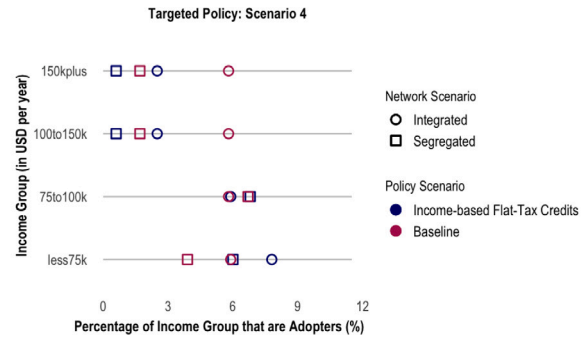 Targeted Policy: Scenario 4
Income Group (in USD per year)
150kplus
100to150k
75to100k
less75k
0 3 6 9 12
Percentage of Income Group that are Adopters (%)
Network Scenario
Integrated
Segregated
Policy Scenario
Income-based Flat-Tax Credits
Baseline